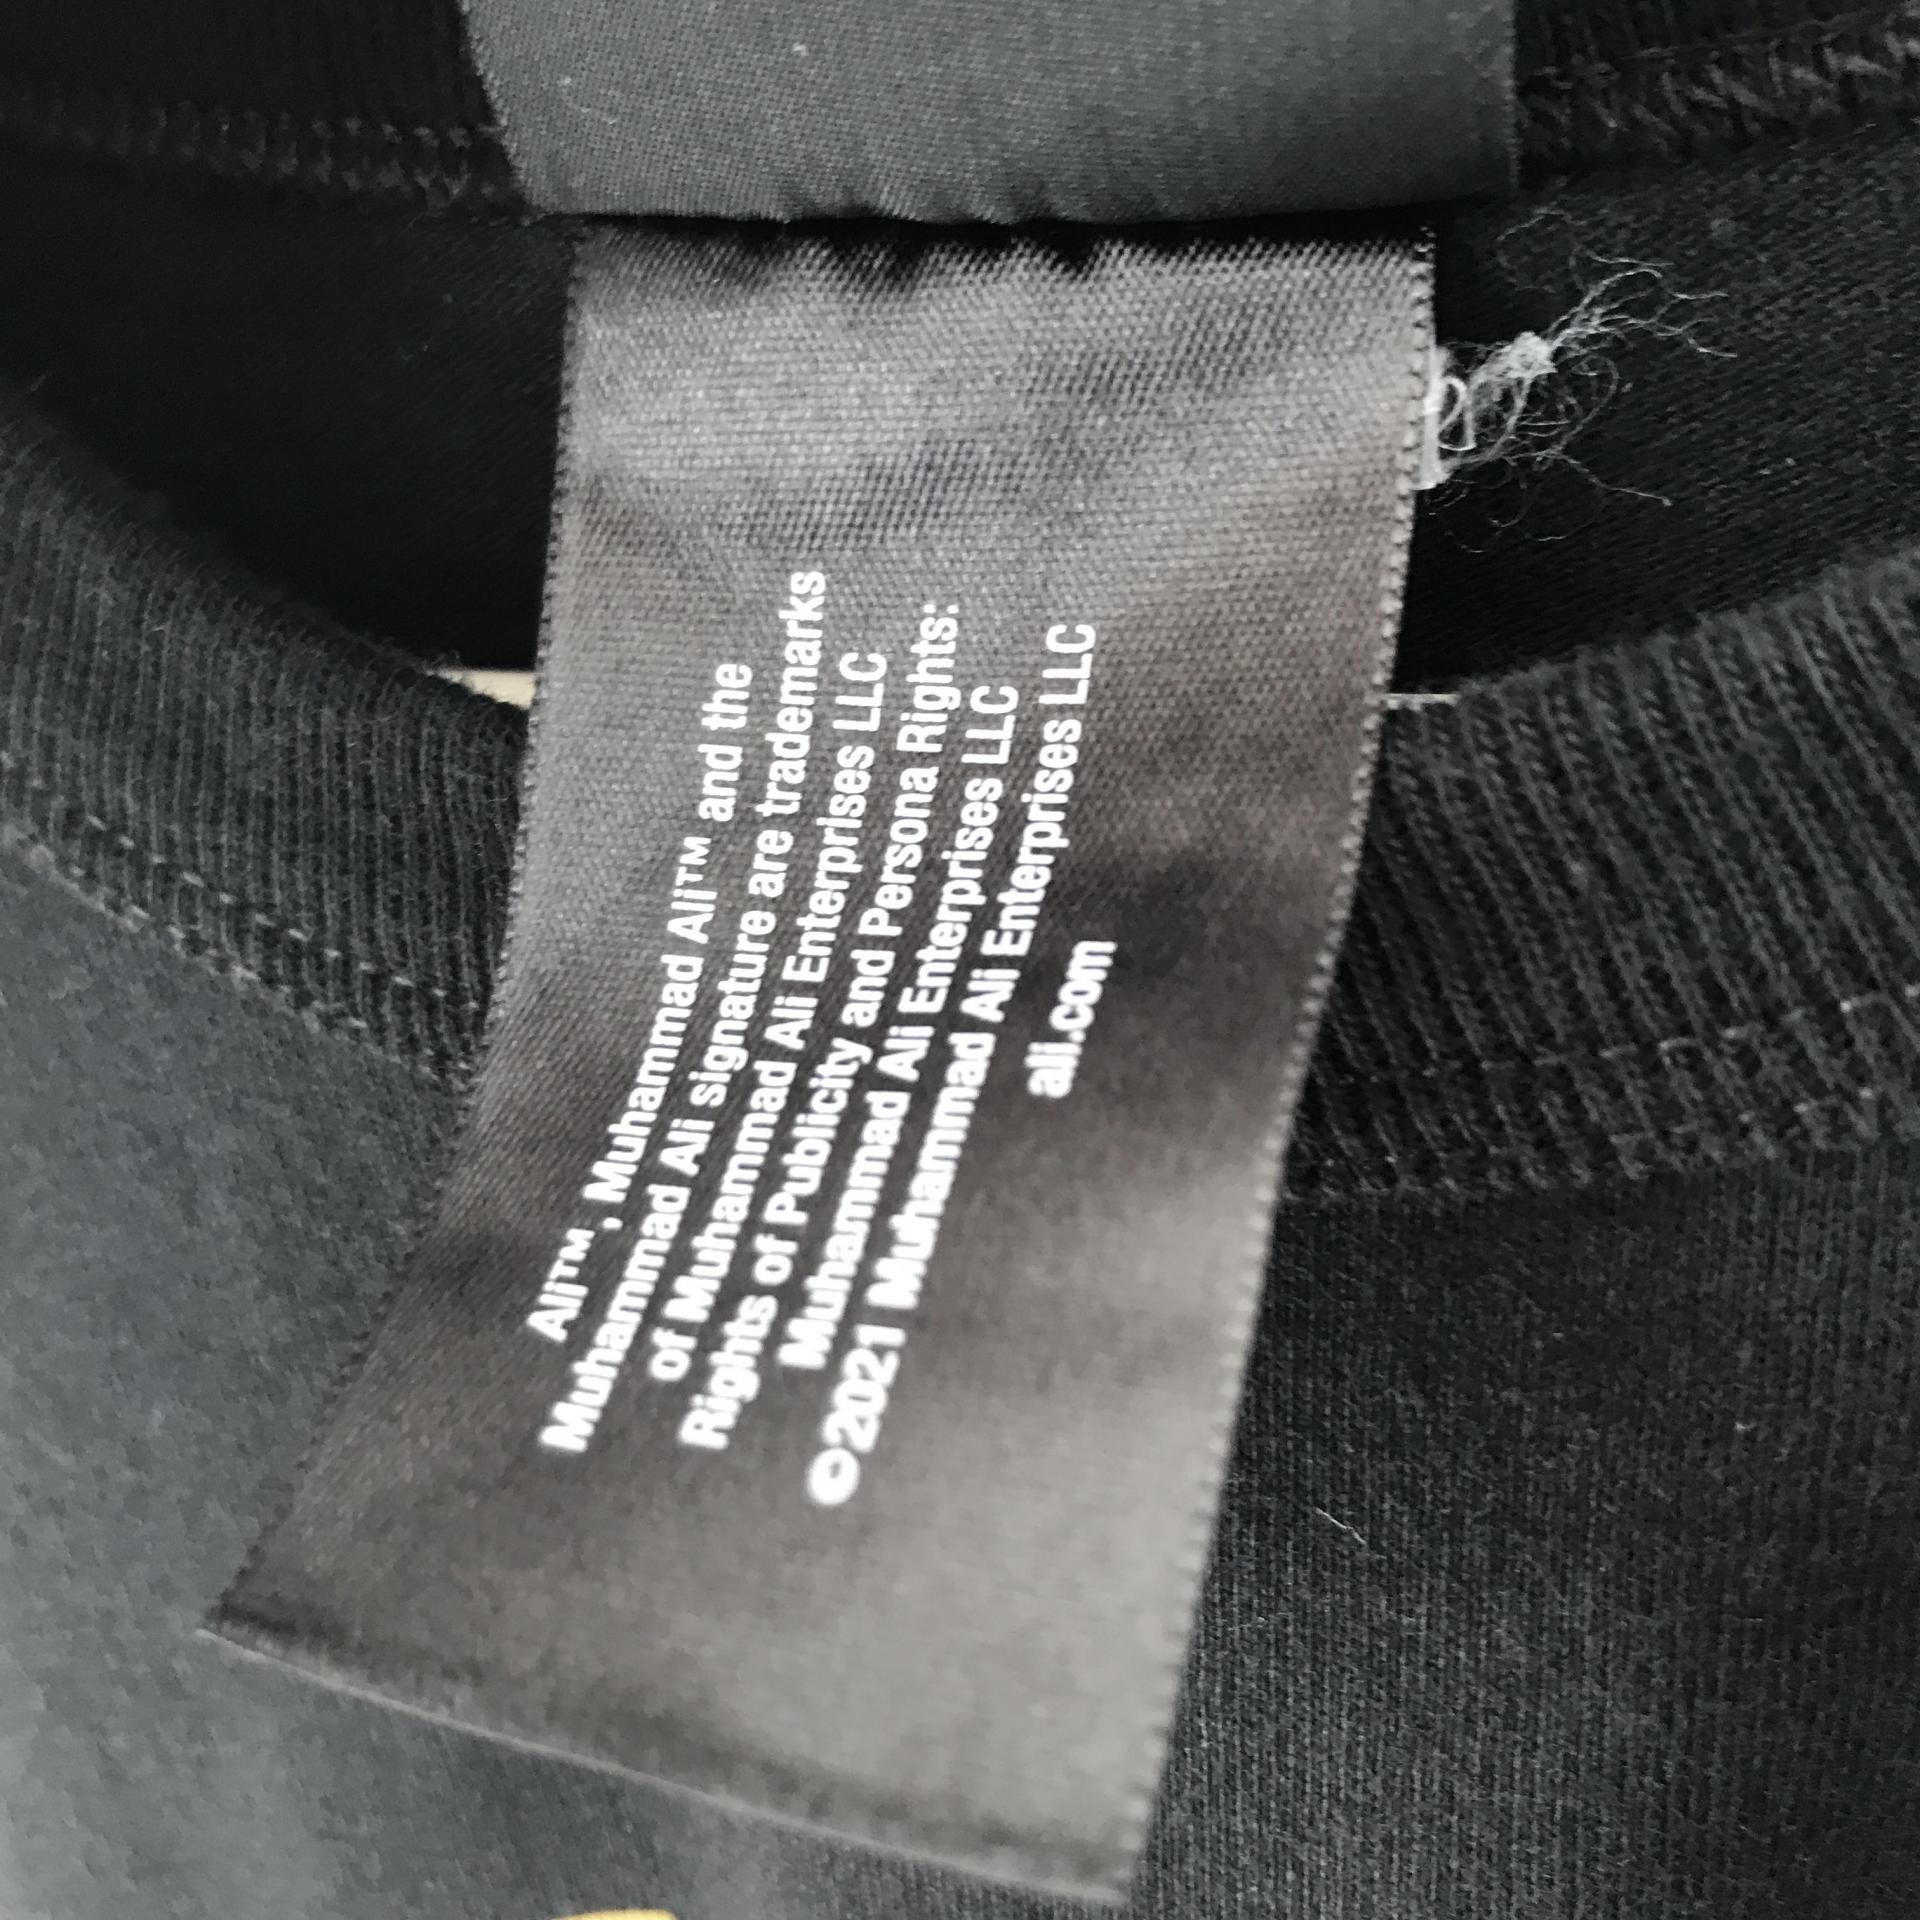 Ali™, Muhammad Ali™ and the
Muhammad Ali signature are trademarks
of Muhammad Ali Enterprises LLC
Rights of Publicity and Persona Rights:
Muhammad Ali Enterprises LLC
©2021 Muhammad Ali Enterprises LLC
ali.com